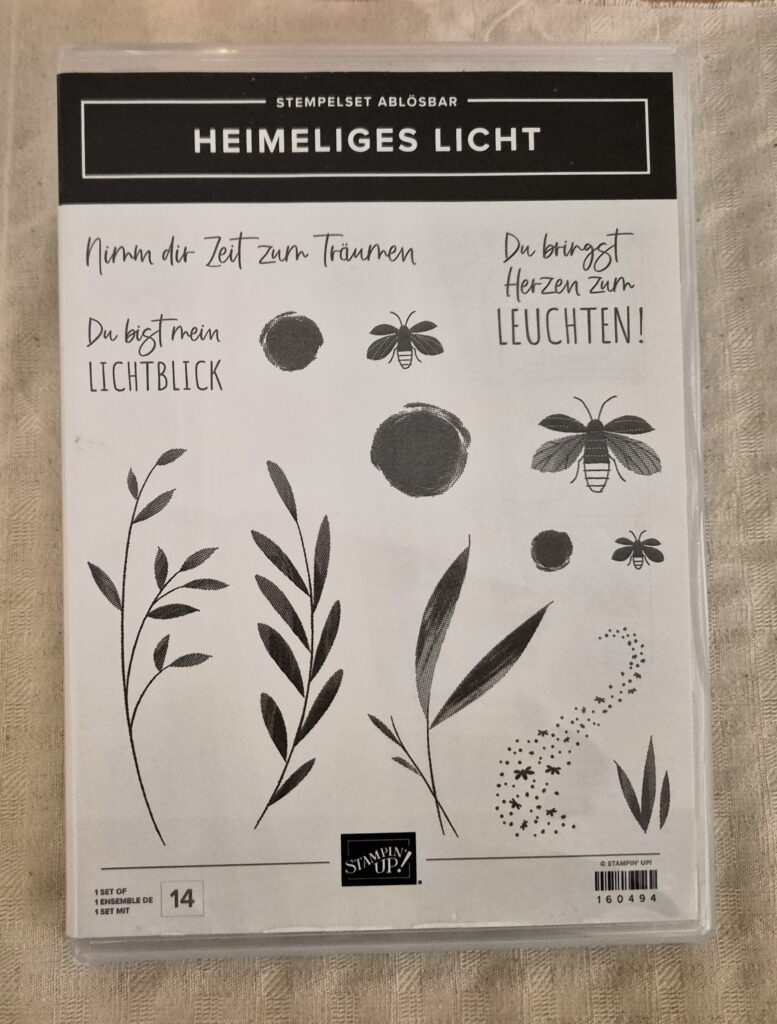 STEMPELSET ABLÖSBAR
HEIMELIGES LICHT
Nimm dir Zeit zum Träumen
Du bringst
Herzen zum
LEUCHTEN!
Du bist mein
LICHTBLICK
STAMPIN'
UP!
®
1 SET OF
1 ENSEMBLE DE
1 SET MIT
14
© STAMPIN' UP!
160494